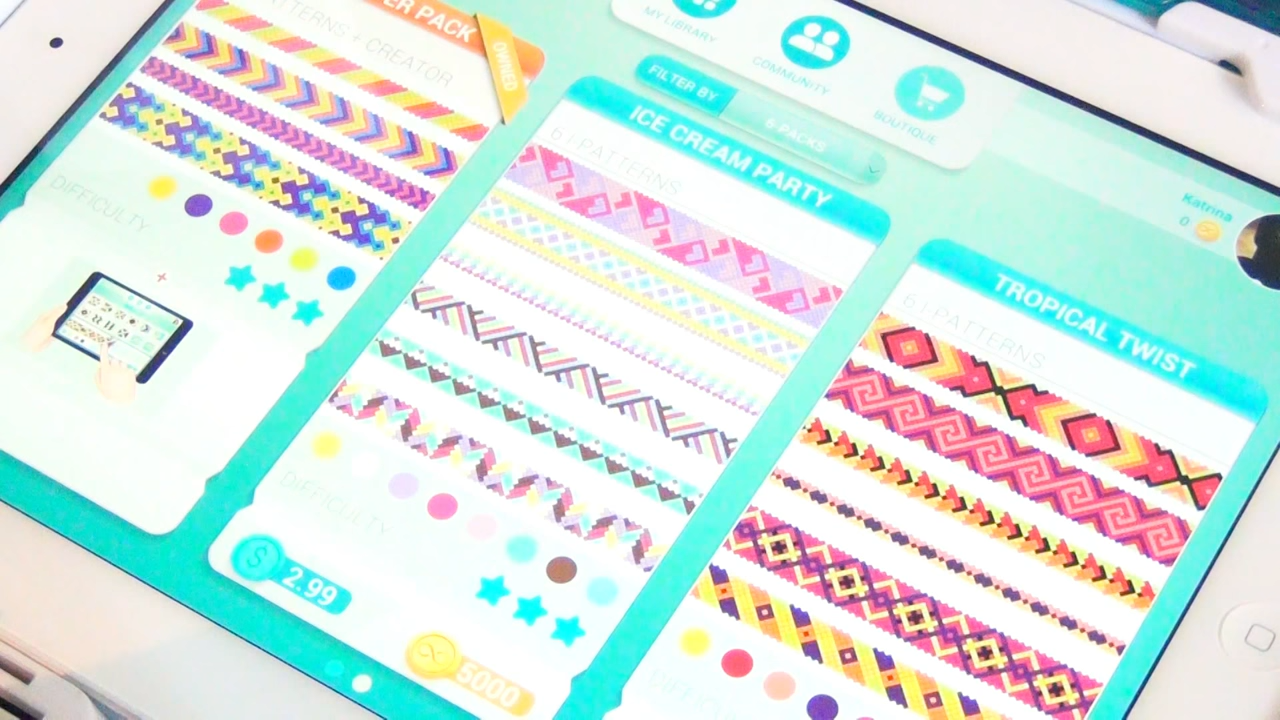 ER PACK
OWNED
PATTERNS + CREATOR
DIFFICULTY
+
MY LIBRARY
COMMUNITY
BOUTIQUE
FILTER BY
6-PACKS
Katrina
0
ICE CREAM PARTY
6 PATTERNS
DIFFICULTY
$ 2.99
5000
TROPICAL TWIST
6 PATTERNS
DIFFICU